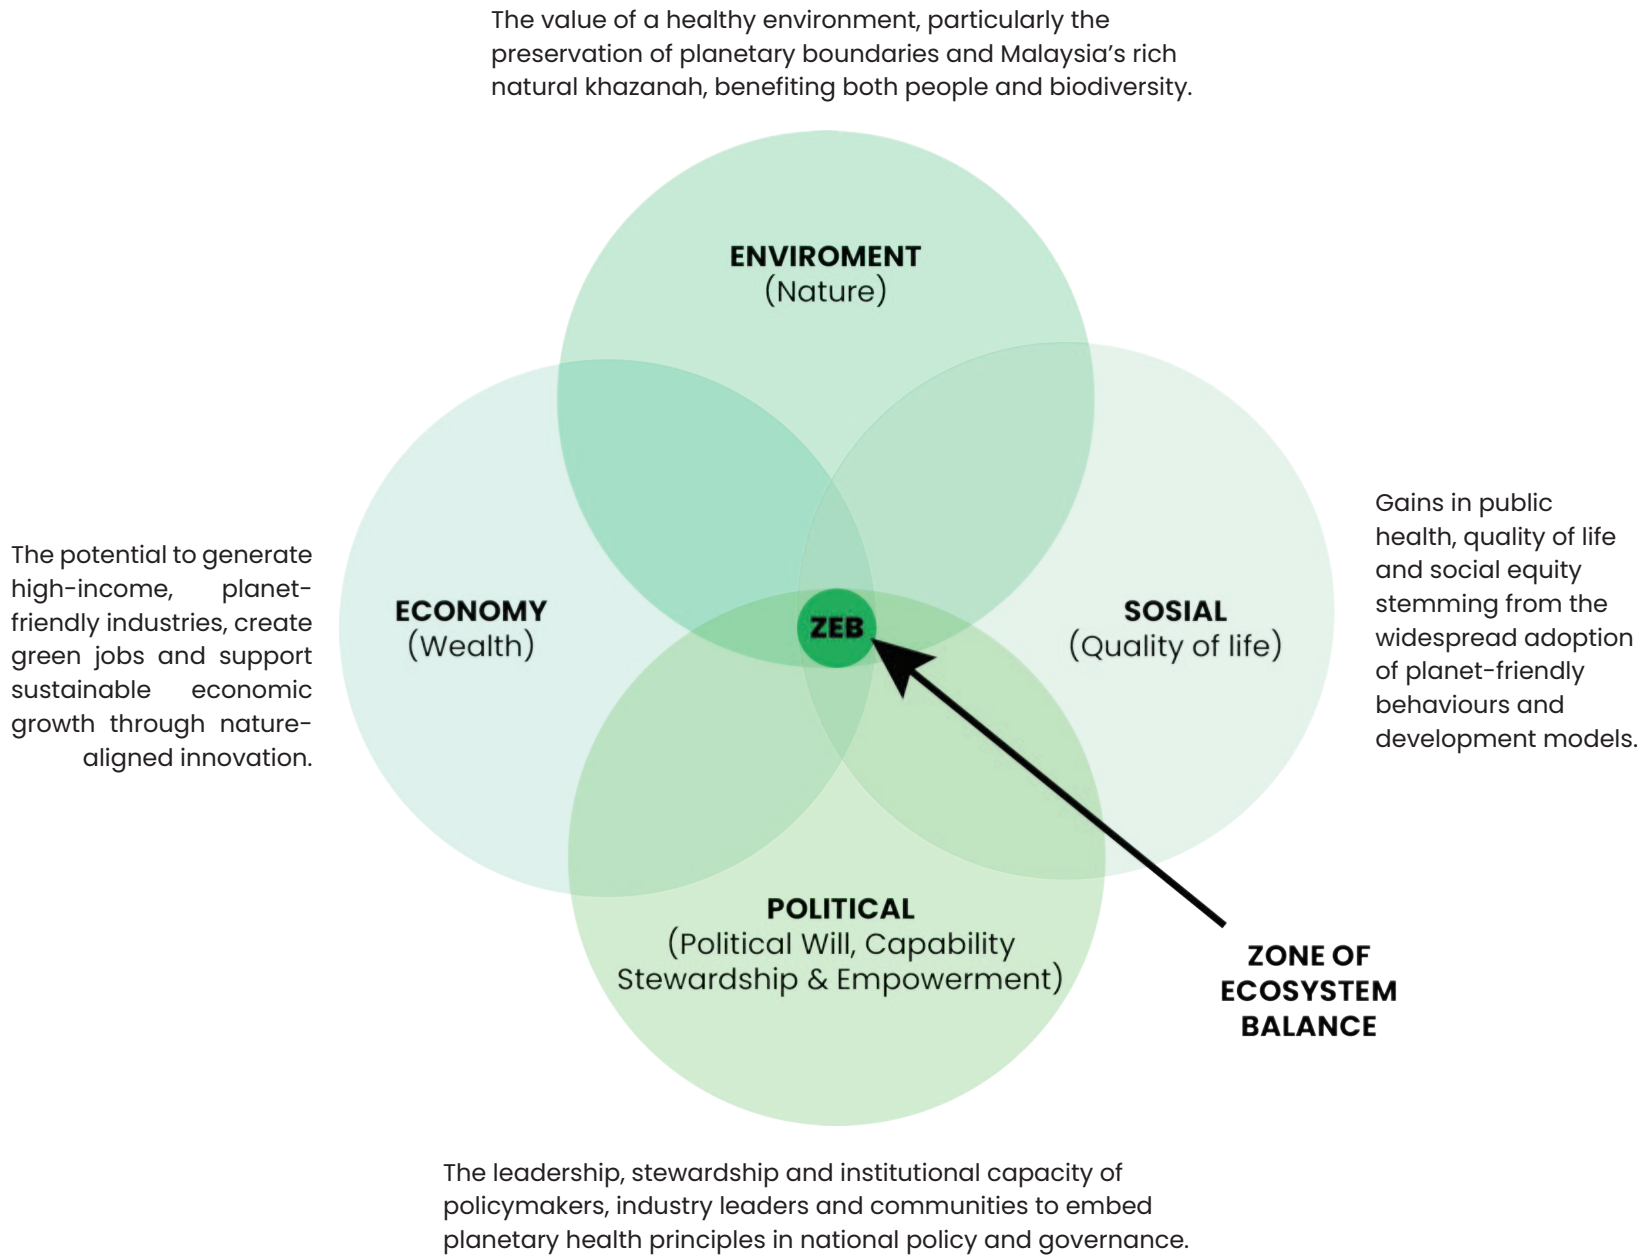 The value of a healthy environment, particularly the
preservation of planetary boundaries and Malaysia’s rich
natural khazanah, benefiting both people and biodiversity.
ENVIROMENT
(Nature)
The potential to generate
high-income, planet-
friendly industries, create
green jobs and support
sustainable economic
growth through nature-
aligned innovation.
ECONOMY
(Wealth)
ZEB
SOSIAL
(Quality of life)
Gains in public
health, quality of life
and social equity
stemming from the
widespread adoption
of planet-friendly
behaviours and
development models.
POLITICAL
(Political Will, Capability
Stewardship & Empowerment)
ZONE OF
ECOSYSTEM
BALANCE
The leadership, stewardship and institutional capacity of
policymakers, industry leaders and communities to embed
planetary health principles in national policy and governance.